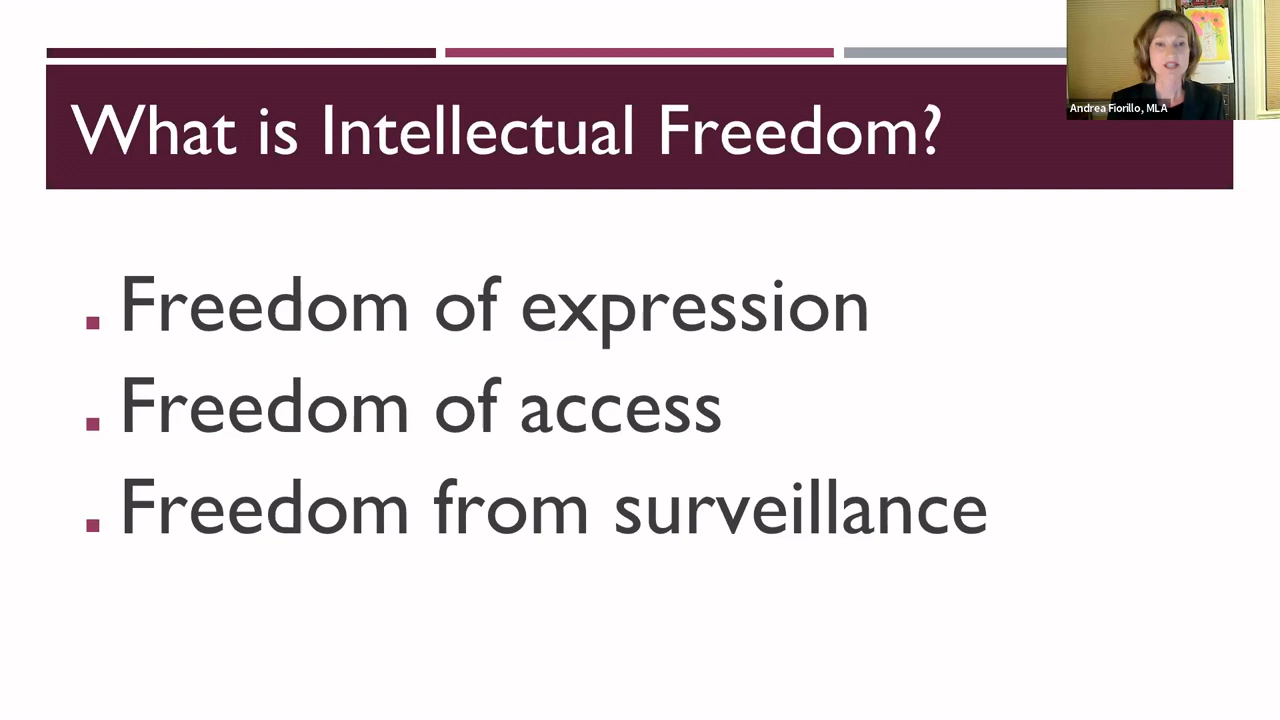 Andrea Fiorillo, MLA
What is Intellectual Freedom?
Freedom of expression
Freedom of access
Freedom from surveillance